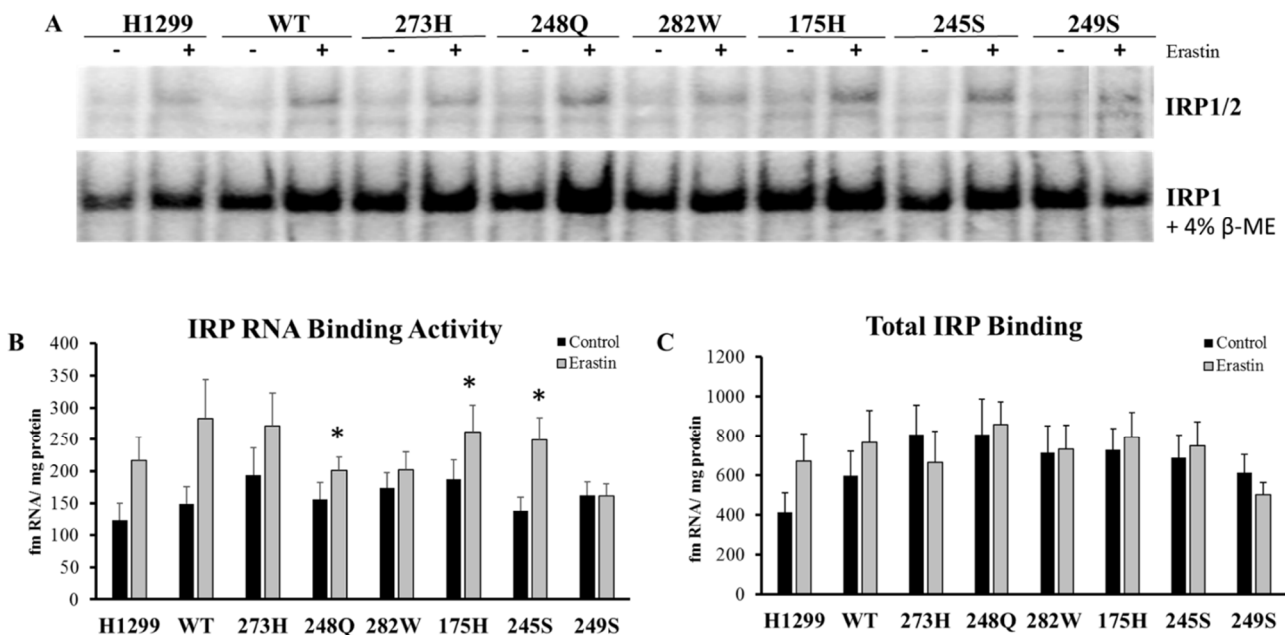 A H1299 WT 273H 248Q 282W 175H 245S 249S
- + - + - + - + - + - + - + - + Erastin
IRP1/2
IRP1
+ 4% β-ME
B IRP RNA Binding Activity
Control
Erastin
fm RNA/ mg protein
400
350
300
250
200
150
100
50
0
* * *
H1299 WT 273H 248Q 282W 175H 245S 249S
C Total IRP Binding
Control
Erastin
fm RNA/ mg protein
1200
1000
800
600
400
200
0
H1299 WT 273H 248Q 282W 175H 245S 249S